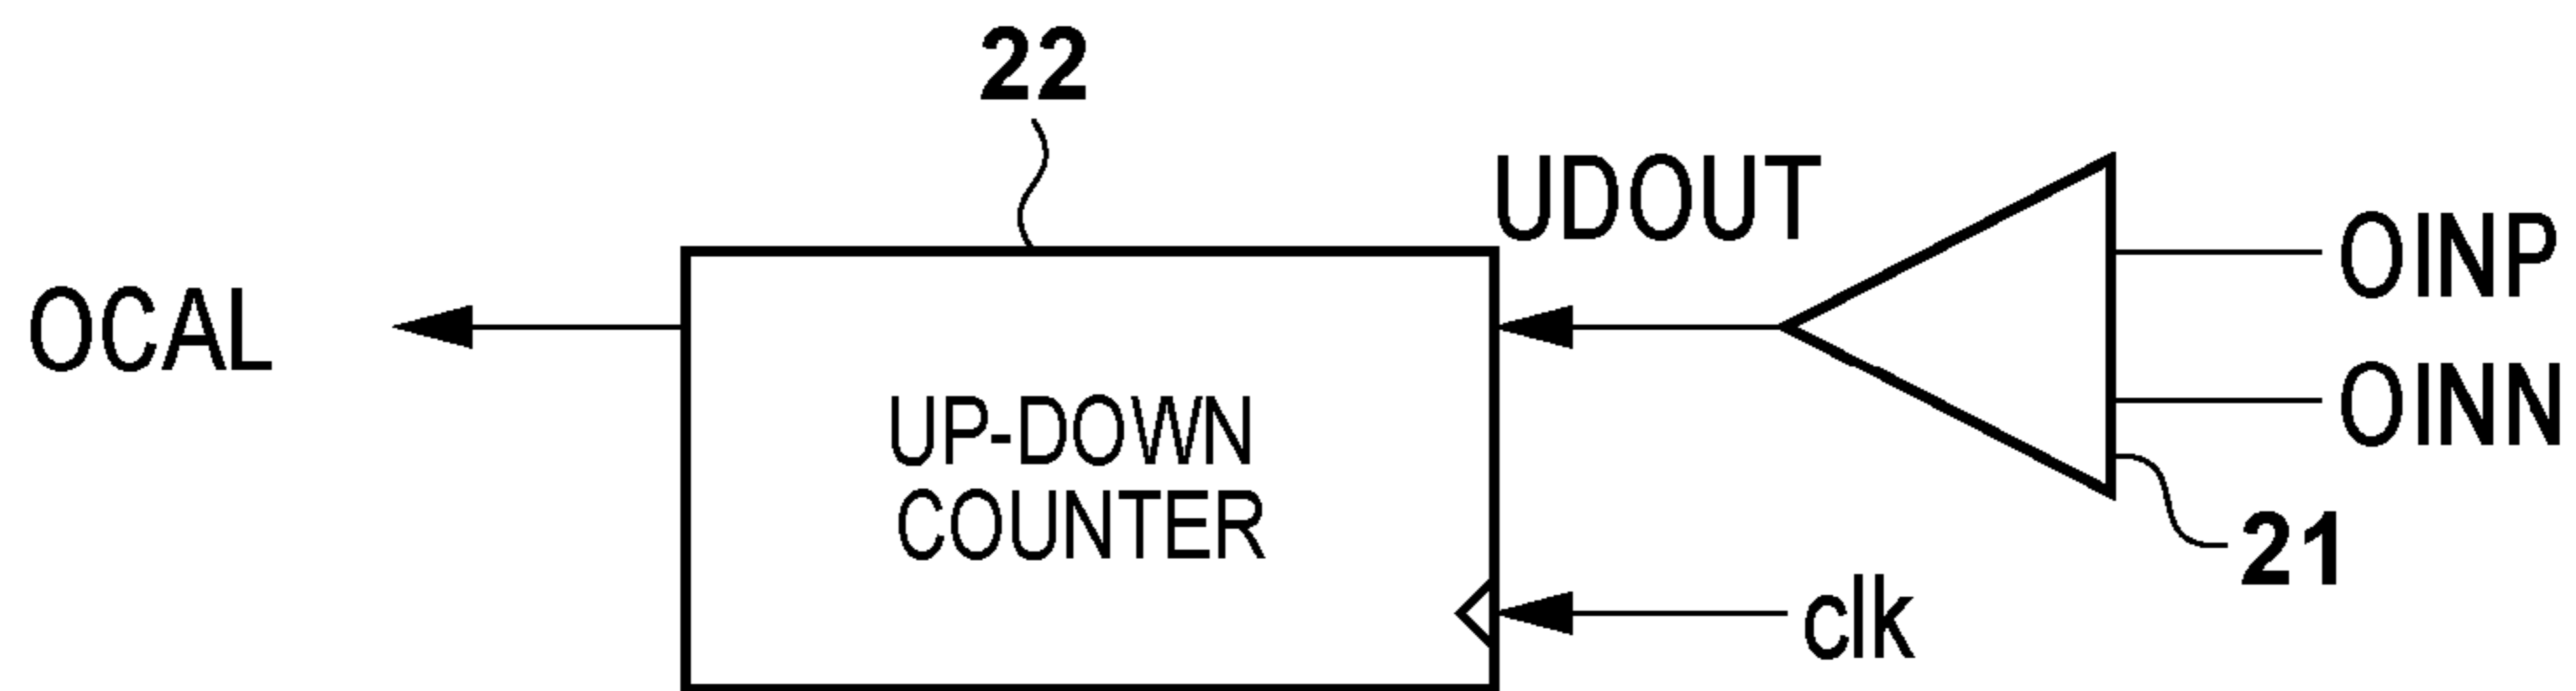 22
UDOUT
OINP
OCAL
OINN
UP-DOWN
COUNTER
21
clk